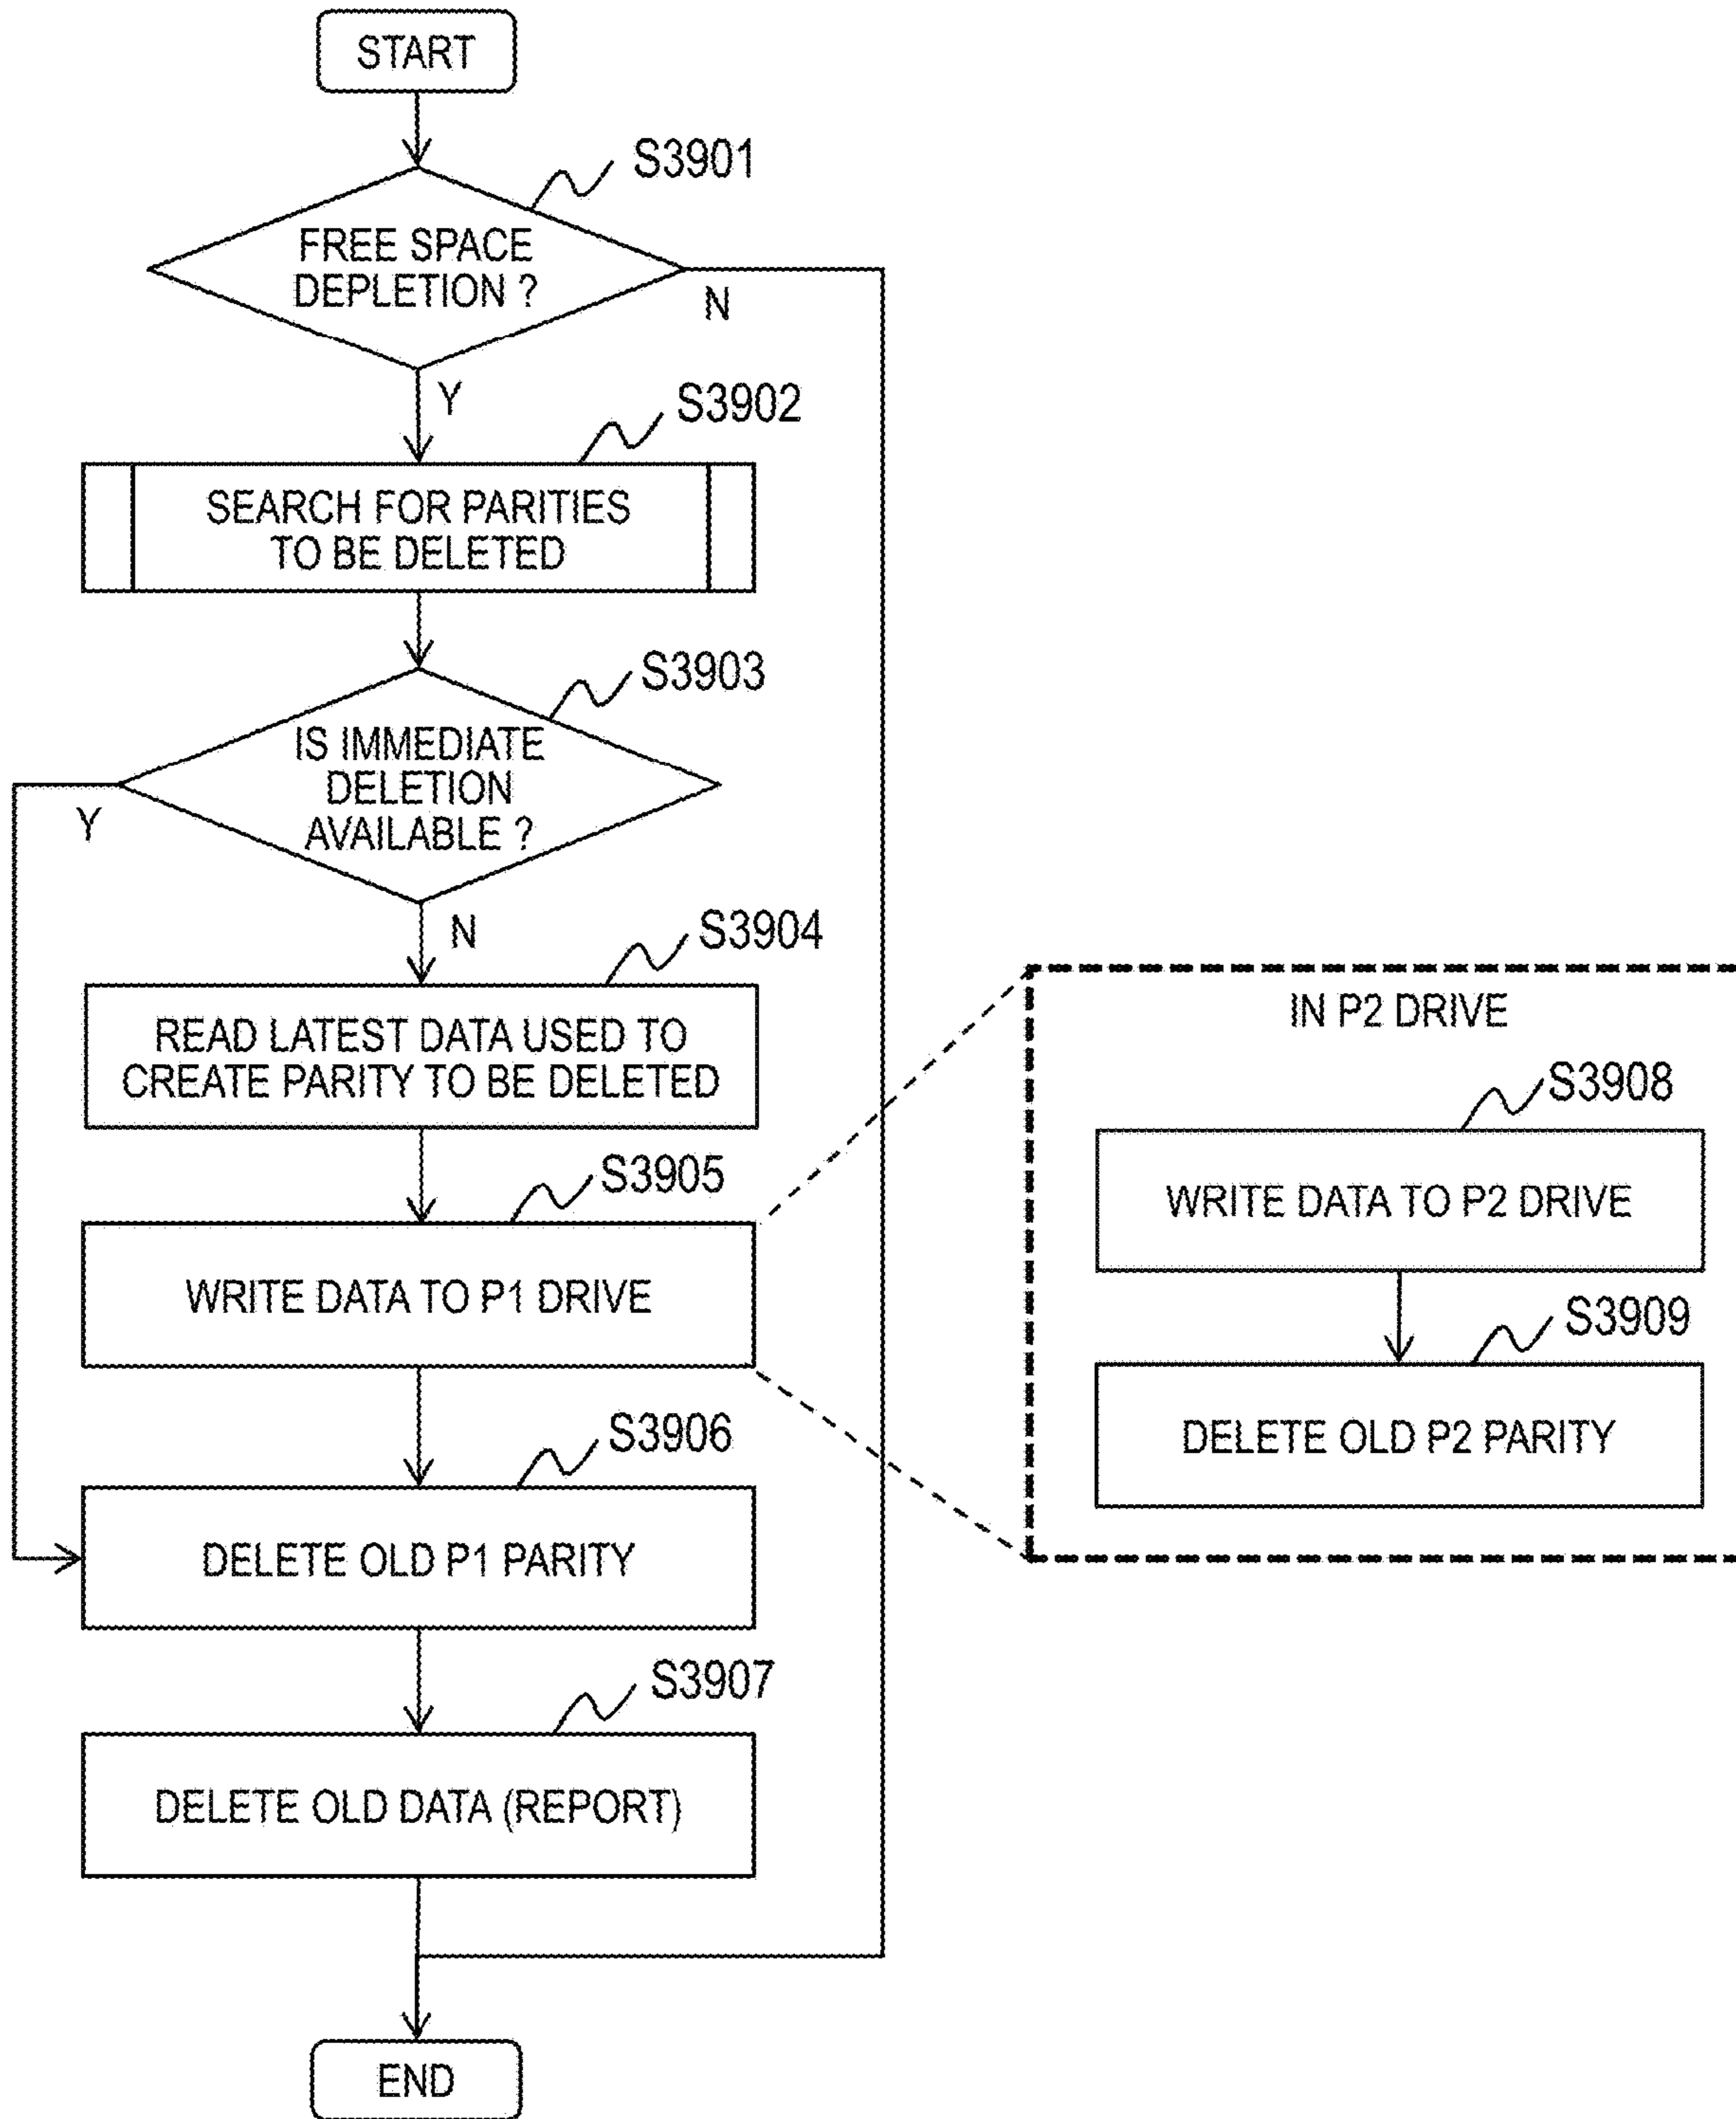 START
S3901
FREE SPACE
DEPLETION ?
N
Y
S3902
SEARCH FOR PARITIES
TO BE DELETED
S3903
IS IMMEDIATE
DELETION
AVAILABLE ?
Y
N
S3904
READ LATEST DATA USED TO
CREATE PARITY TO BE DELETED
S3905
WRITE DATA TO P1 DRIVE
S3906
DELETE OLD P1 PARITY
S3907
DELETE OLD DATA (REPORT)
END
IN P2 DRIVE
S3908
WRITE DATA TO P2 DRIVE
S3909
DELETE OLD P2 PARITY